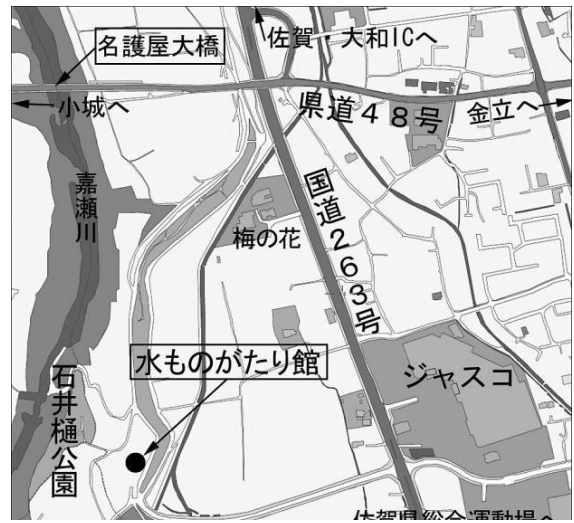 佐賀・大和ICへ
名護屋大橋
小城へ
県道48号
金立へ
嘉瀬川
国道263号
梅の花
水ものがたり館
石井樋公園
ジャスコ
佐賀県総合運動場へ